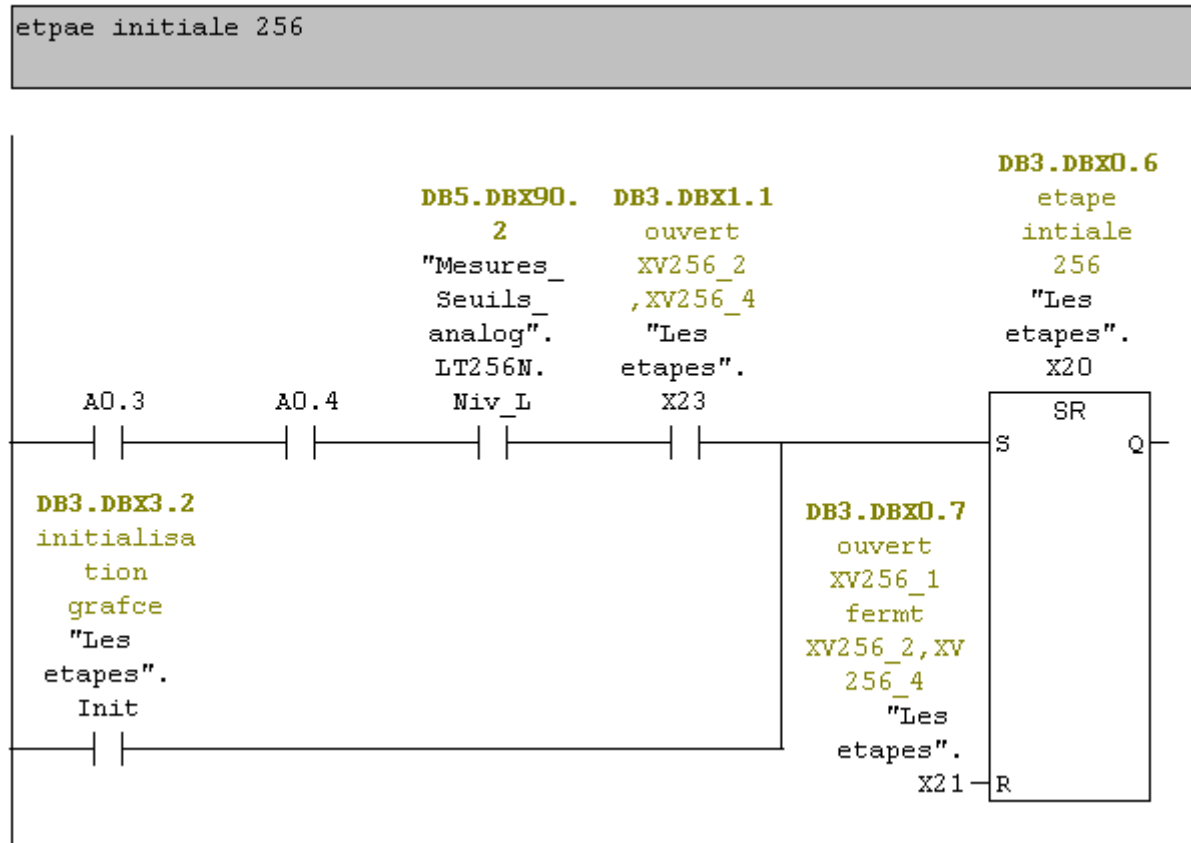 etpae initiale 256
DB3.DBX0.6
etape
intiale
256
"Les
etapes".
X20
DB5.DBX90.
2
"Mesures_
Seuils_
analog".
LT256N.
Niv_L
DB3.DBX1.1
ouvert
XV256_2
,XV256_4
"Les
etapes".
X23
A0.3
A0.4
SR
S
Q
DB3.DBX3.2
initialisa
tion
grafce
"Les
etapes".
Init
DB3.DBX0.7
ouvert
XV256_1
fermt
XV256_2,XV
256_4
"Les
etapes".
X21
R